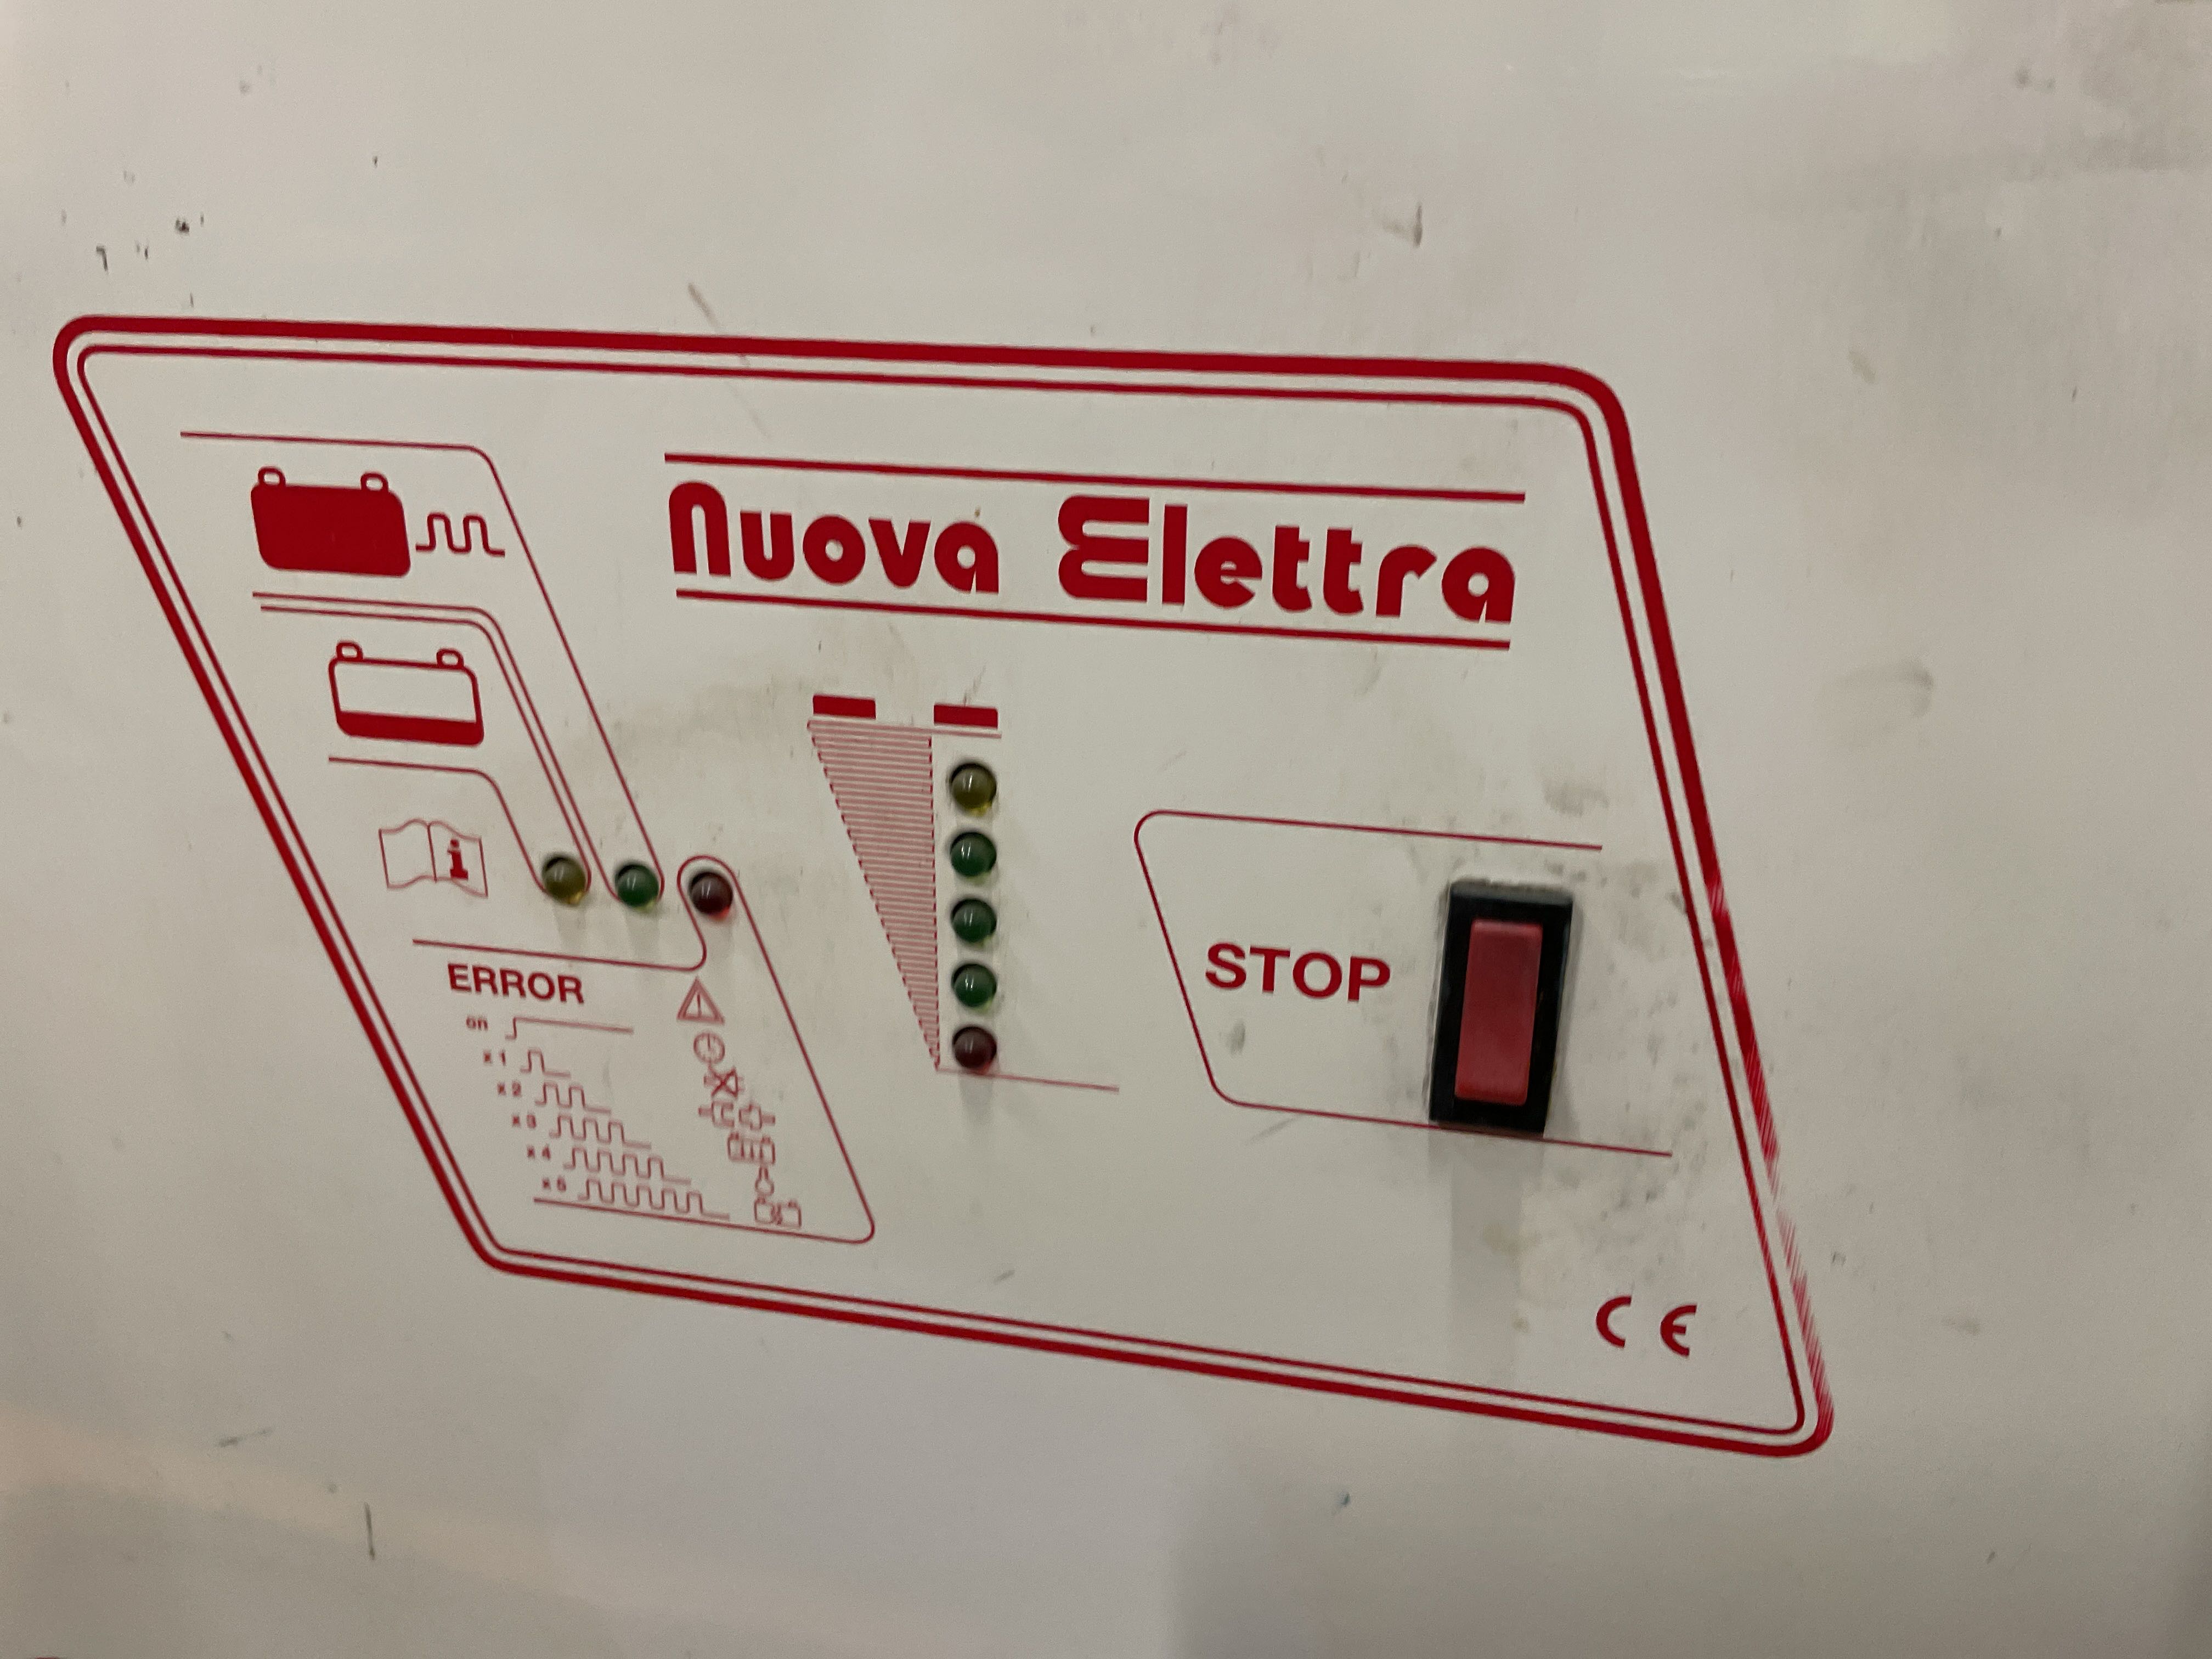 Nuova Elettra
i
STOP
ERROR
on
x1
x2
x3
x4
x5
CE